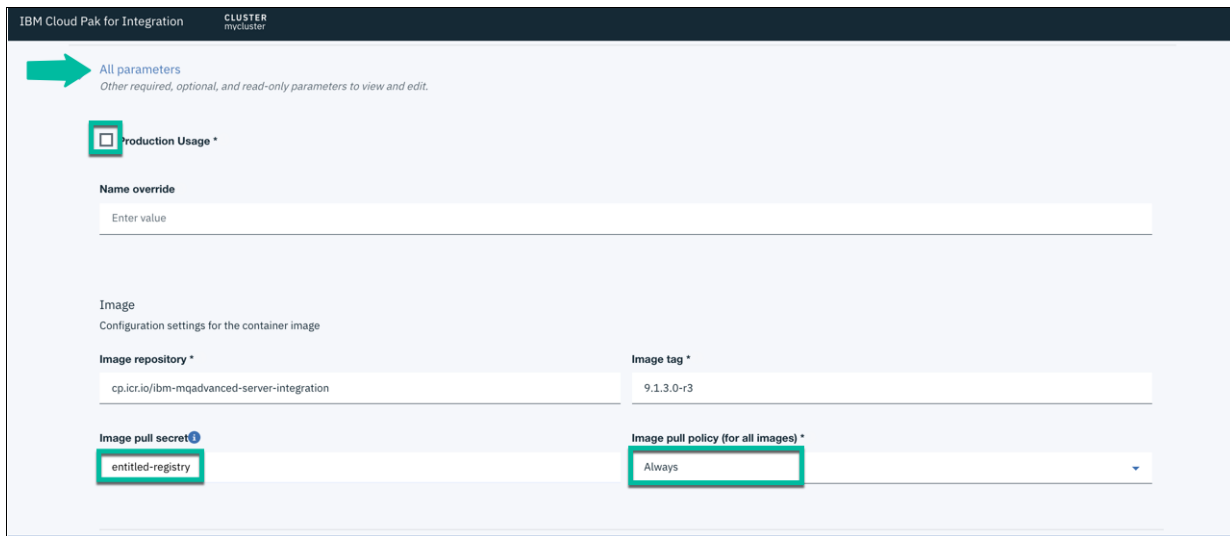 IBM Cloud Pak for Integration
CLUSTER
mycluster
All parameters
Other required, optional, and read-only parameters to view and edit.
Production Usage *
Name override
Enter value
Image
Configuration settings for the container image
Image repository * Image tag *
cp.icr.io/ibm-mqadvanced-server-integration 9.1.3.0-r3
Image pull secret Image pull policy (for all images) *
entitled-registry Always